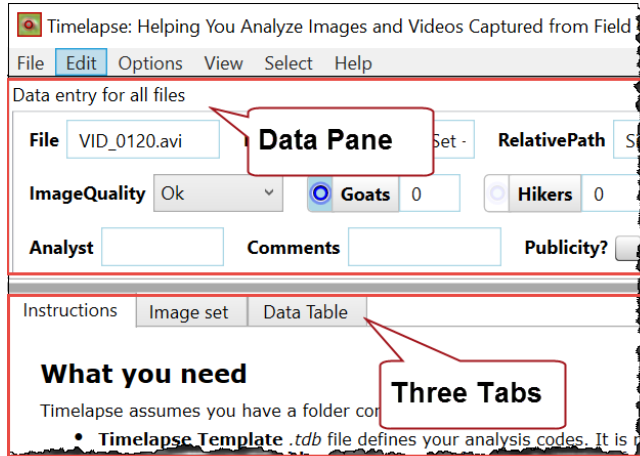 Timelapse: Helping You Analyze Images and Videos Captured from Field
File Edit Options View Select Help
Data entry for all files
Data Pane
File VID_0120.avi Set - RelativePath
ImageQuality Ok Goats 0 Hikers 0
Analyst Comments Publicity?
Instructions Image set Data Table
Three Tabs
What you need
Timelapse assumes you have a folder
• Timelapse Template .tdb file defines your analysis codes. It is